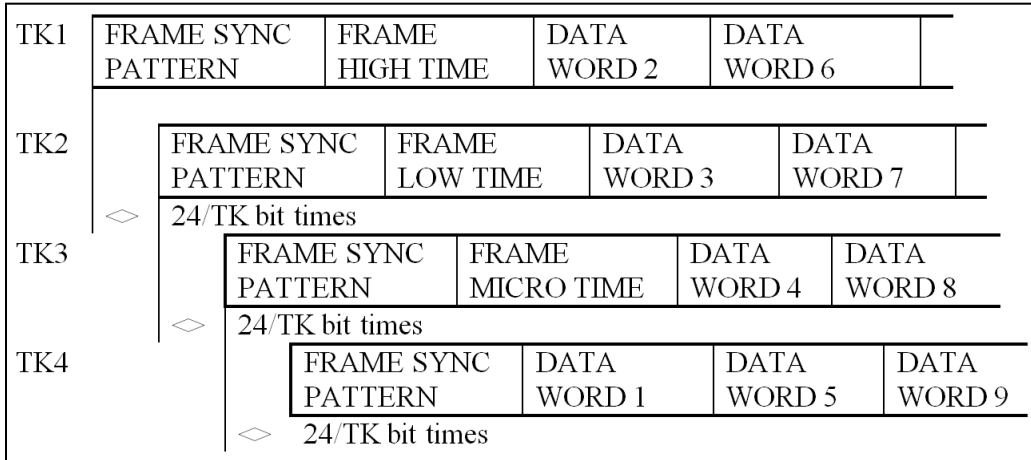 TK1 FRAME SYNC FRAME DATA DATA
PATTERN HIGH TIME WORD 2 WORD 6
TK2 FRAME SYNC FRAME DATA DATA
PATTERN LOW TIME WORD 3 WORD 7
24/TK bit times
TK3 FRAME SYNC FRAME DATA DATA
PATTERN MICRO TIME WORD 4 WORD 8
24/TK bit times
TK4 FRAME SYNC DATA DATA DATA
PATTERN WORD 1 WORD 5 WORD 9
24/TK bit times